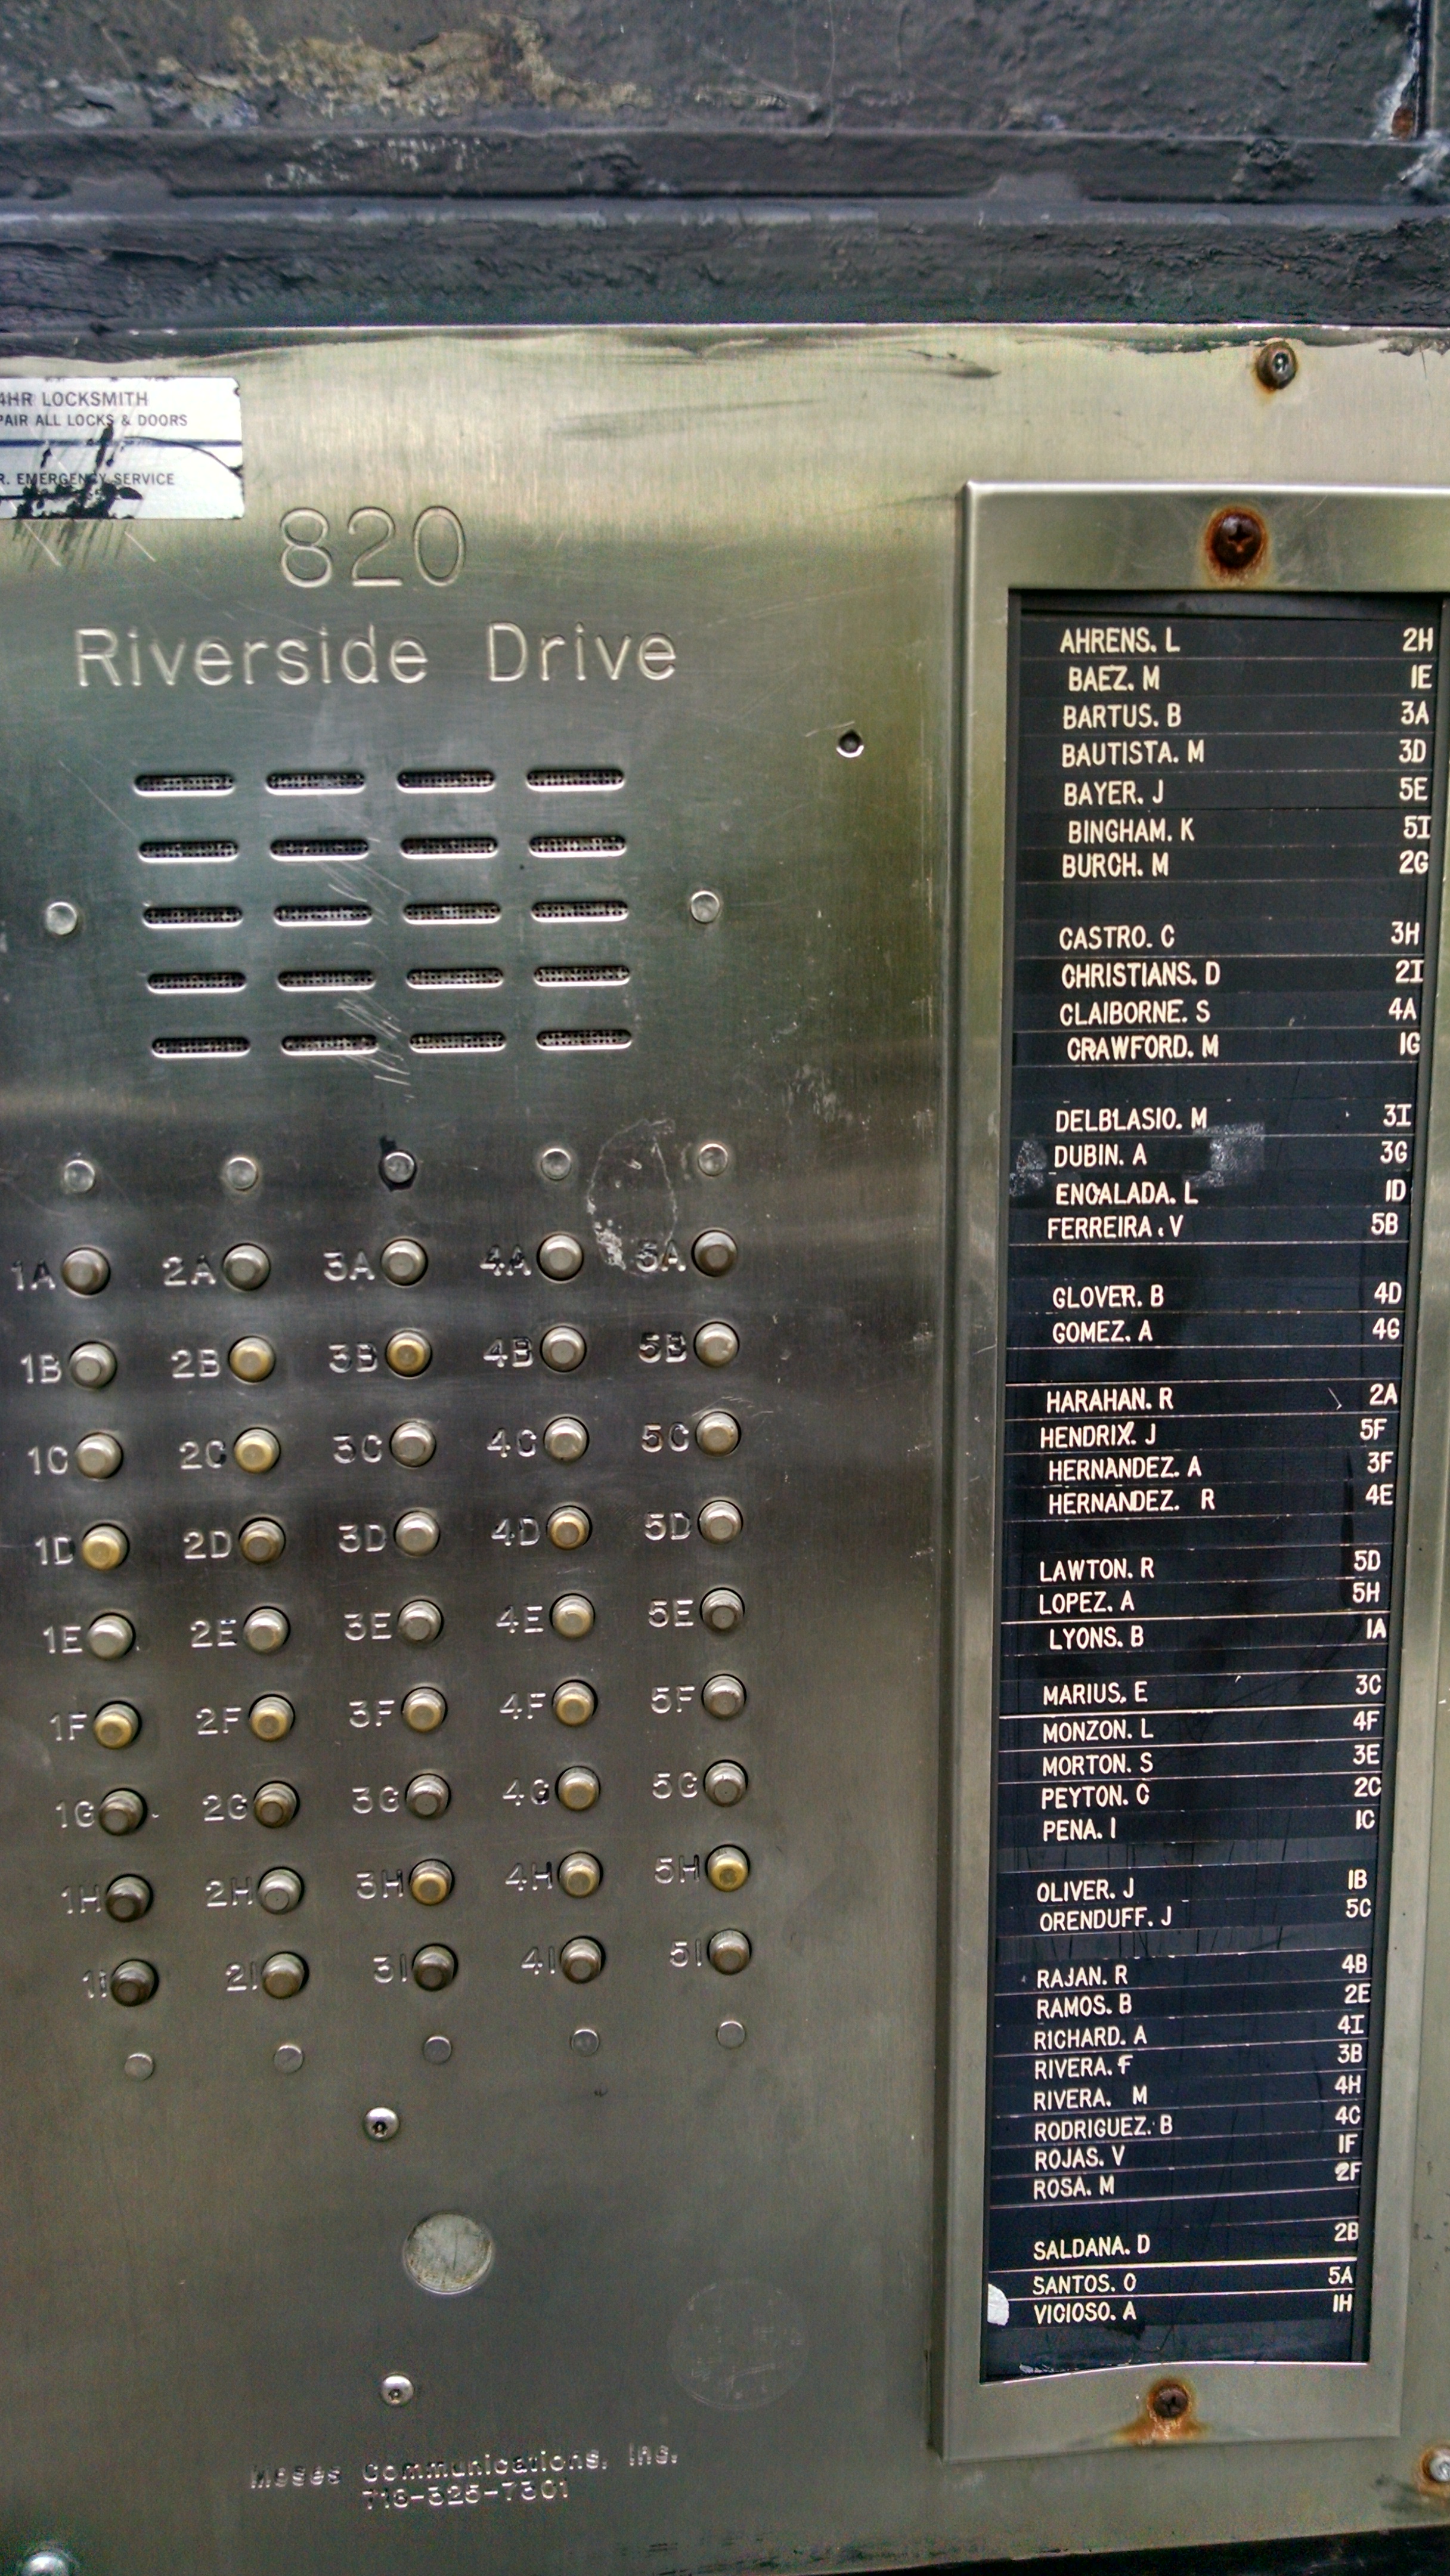 4HR LOCKSMITH
PAIR ALL LOCKS & DOORS
R. EMERGENCY SERVICE
820
Riverside Drive
1A 2A 3A 4A 5A
1B 2B 3B 4B 5B
1C 2C 3C 4C 5C
1D 2D 3D 4D 5D
1E 2E 3E 4E 5E
1F 2F 3F 4F 5F
1G 2G 3G 4G 5G
1H 2H 3H 4H 5H
1I 2I 3I 4I 5I
Moses Communications, Inc.
718-325-7301
AHRENS. L 2H
BAEZ. M 1E
BARTUS. B 3A
BAUTISTA. M 3D
BAYER. J 5E
BINGHAM. K 5I
BURCH. M 2G
CASTRO. C 3H
CHRISTIANS. D 2I
CLAIBORNE. S 4A
CRAWFORD. M 1G
DELBLASIO. M 3I
DUBIN. A 3G
ENCALADA. L 1D
FERREIRA. V 5B
GLOVER. B 4D
GOMEZ. A 4G
HARAHAN. R 2A
HENDRIX. J 5F
HERNANDEZ. A 3F
HERNANDEZ. R 4E
LAWTON. R 5D
LOPEZ. A 5H
LYONS. B 1A
MARIUS. E 3C
MONZON. L 4F
MORTON. S 3E
PEYTON. C 2C
PENA. I 1C
OLIVER. J 1B
ORENDUFF. J 5C
RAJAN. R 4B
RAMOS. B 2E
RICHARD. A 4I
RIVERA. F 3B
RIVERA. M 4H
RODRIGUEZ. B 4C
ROJAS. V 1F
ROSA. M 2F
SALDANA. D 2B
SANTOS. O 5A
VICIOSO. A 1H